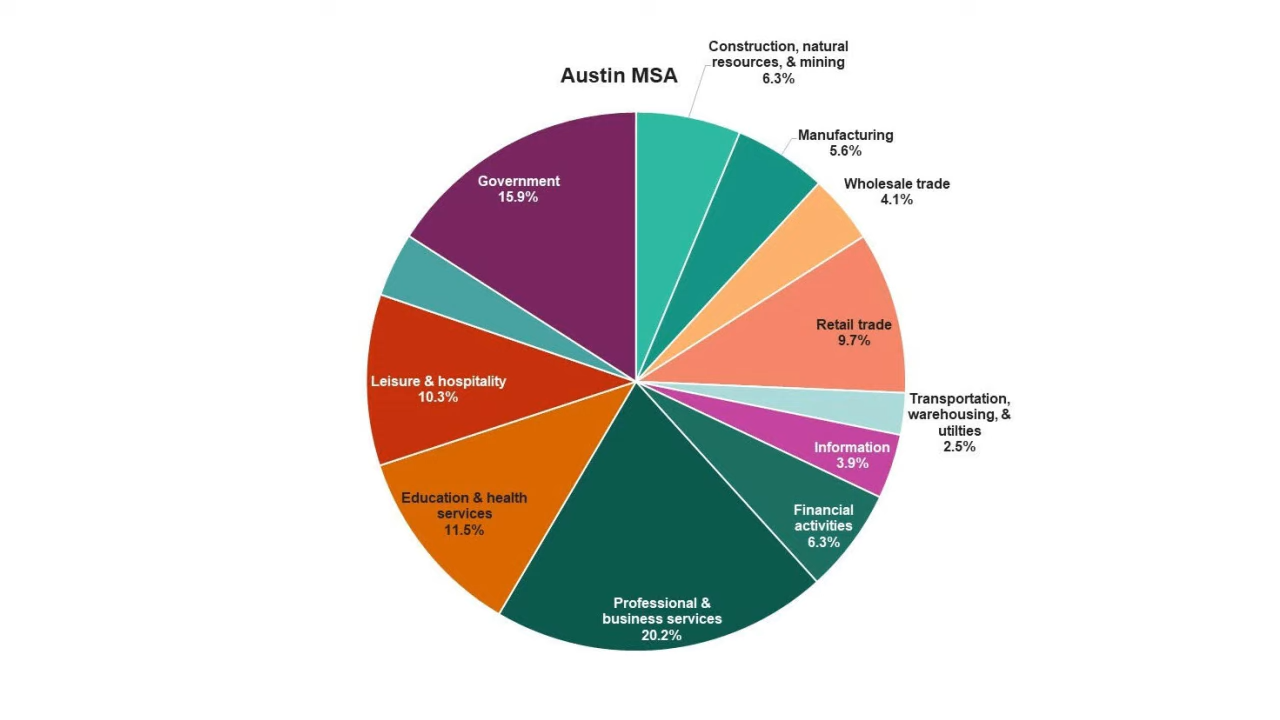 Austin MSA
Construction, natural
resources, & mining
6.3%
Manufacturing
5.6%
Wholesale trade
4.1%
Retail trade
9.7%
Transportation,
warehousing, &
utilties
2.5%
Information
3.9%
Financial
activities
6.3%
Professional &
business services
20.2%
Education & health
services
11.5%
Leisure & hospitality
10.3%
Government
15.9%